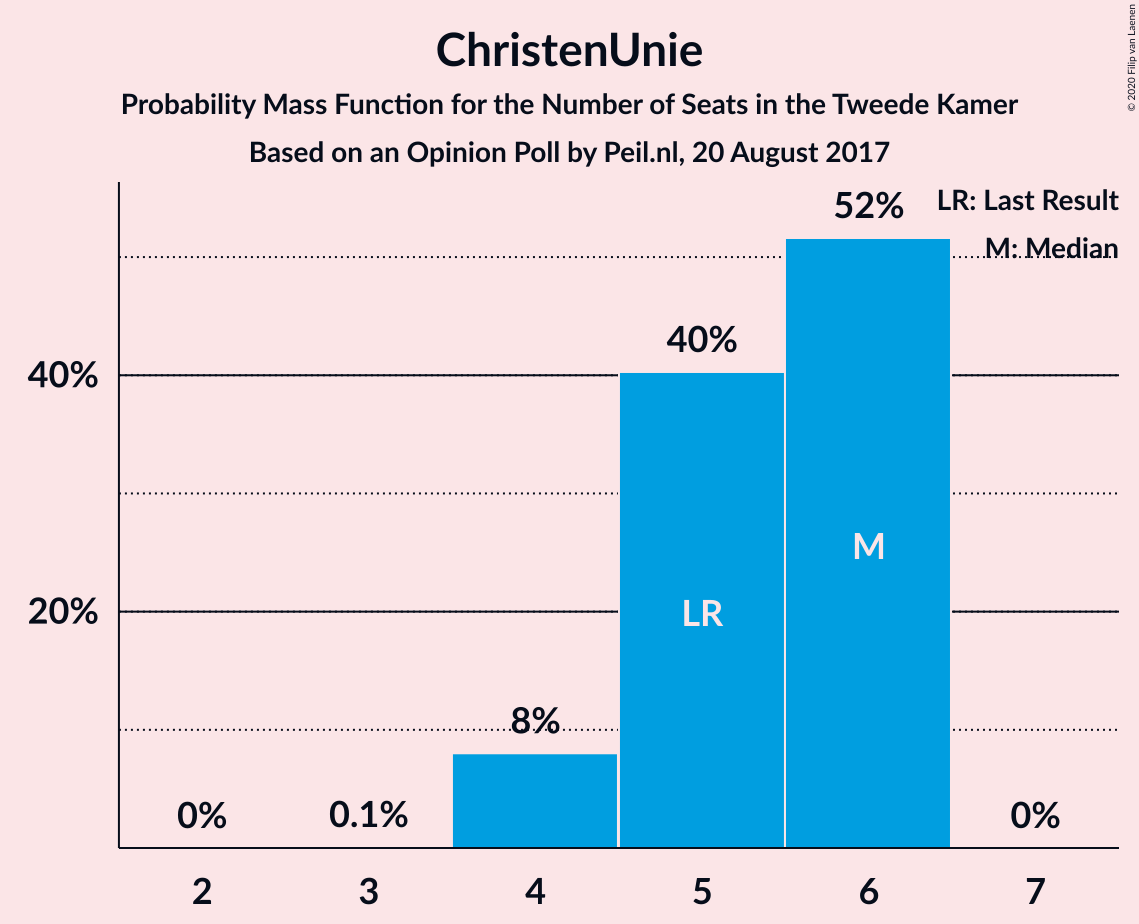 ChristenUnie
Probability Mass Function for the Number of Seats in the Tweede Kamer
Based on an Opinion Poll by Peil.nl, 20 August 2017
© 2020 Filip van Laenen
LR: Last Result
M: Median
52%
40%
40%
M
20%
LR
8%
0%
0.1%
0%
2
3
4
5
6
7